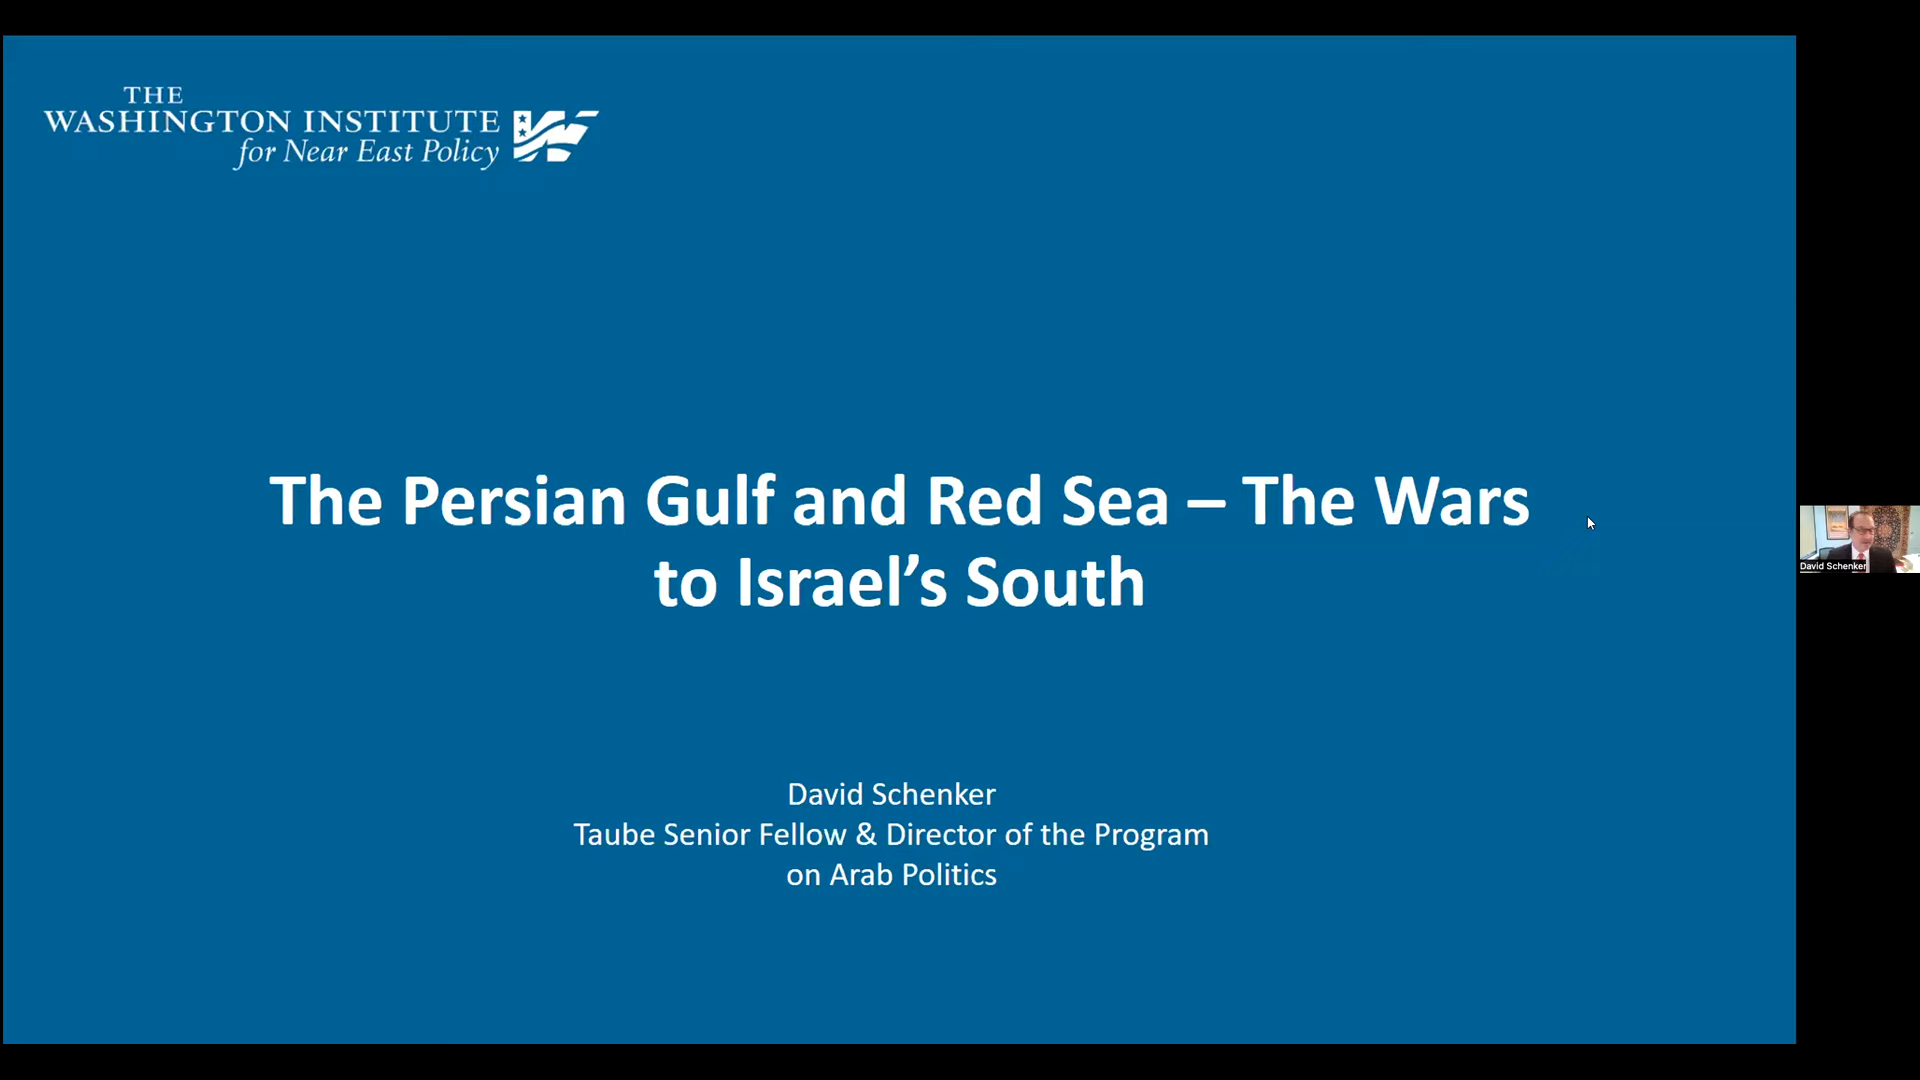 THE
WASHINGTON INSTITUTE
for Near East Policy
The Persian Gulf and Red Sea – The Wars
to Israel’s South
David Schenker
David Schenker
Taube Senior Fellow & Director of the Program
on Arab Politics